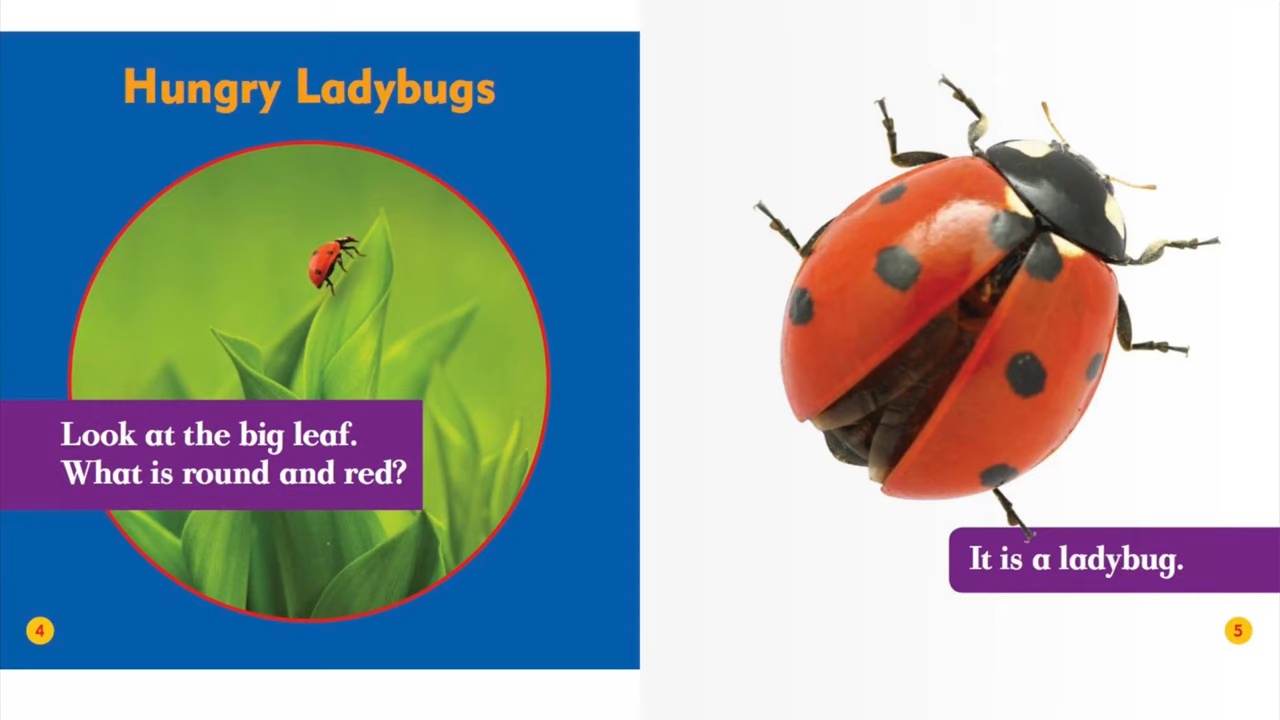 Hungry Ladybugs
Look at the big leaf.
What is round and red?
4
It is a ladybug.
5